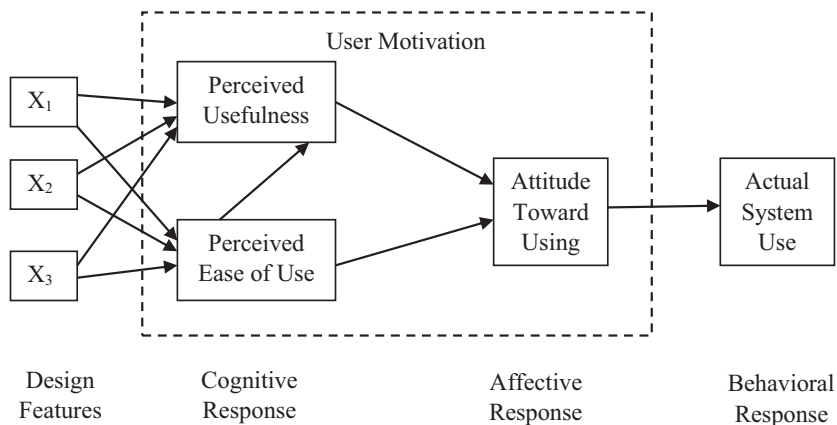 User Motivation
X₁
X₂
X₃
Perceived
Usefulness
Perceived
Ease of Use
Attitude
Toward
Using
Actual
System
Use
Design
Features
Cognitive
Response
Affective
Response
Behavioral
Response